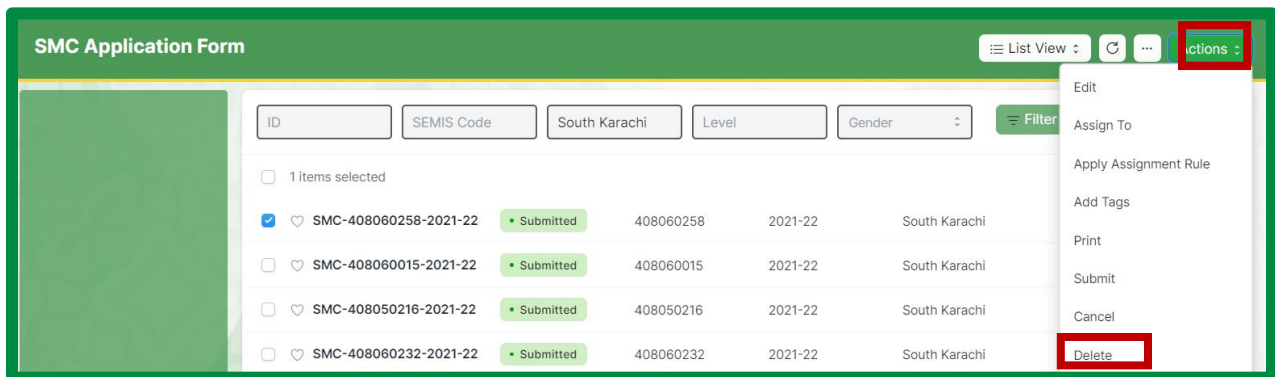 SMC Application Form
List View
...
Actions
Edit
ID
SEMIS Code
South Karachi
Level
Gender
Filter
Assign To
Apply Assignment Rule
1 items selected
Add Tags
SMC-408060258-2021-22 • Submitted 408060258 2021-22 South Karachi
Print
SMC-408060015-2021-22 • Submitted 408060015 2021-22 South Karachi
Submit
SMC-408050216-2021-22 • Submitted 408050216 2021-22 South Karachi
Cancel
SMC-408060232-2021-22 • Submitted 408060232 2021-22 South Karachi
Delete